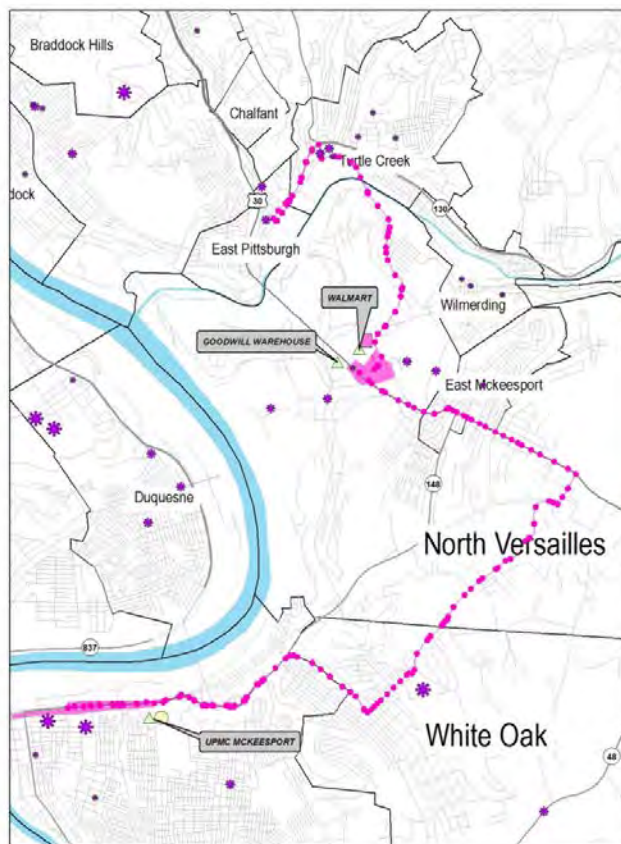 Braddock Hills
Chalfant
Turtle Creek
dock
30
130
East Pittsburgh
WALMART
Wilmerding
GOODWILL WAREHOUSE
East Mckeesport
148
Duquesne
North Versailles
837
White Oak
UPMC MCKEESPORT
48